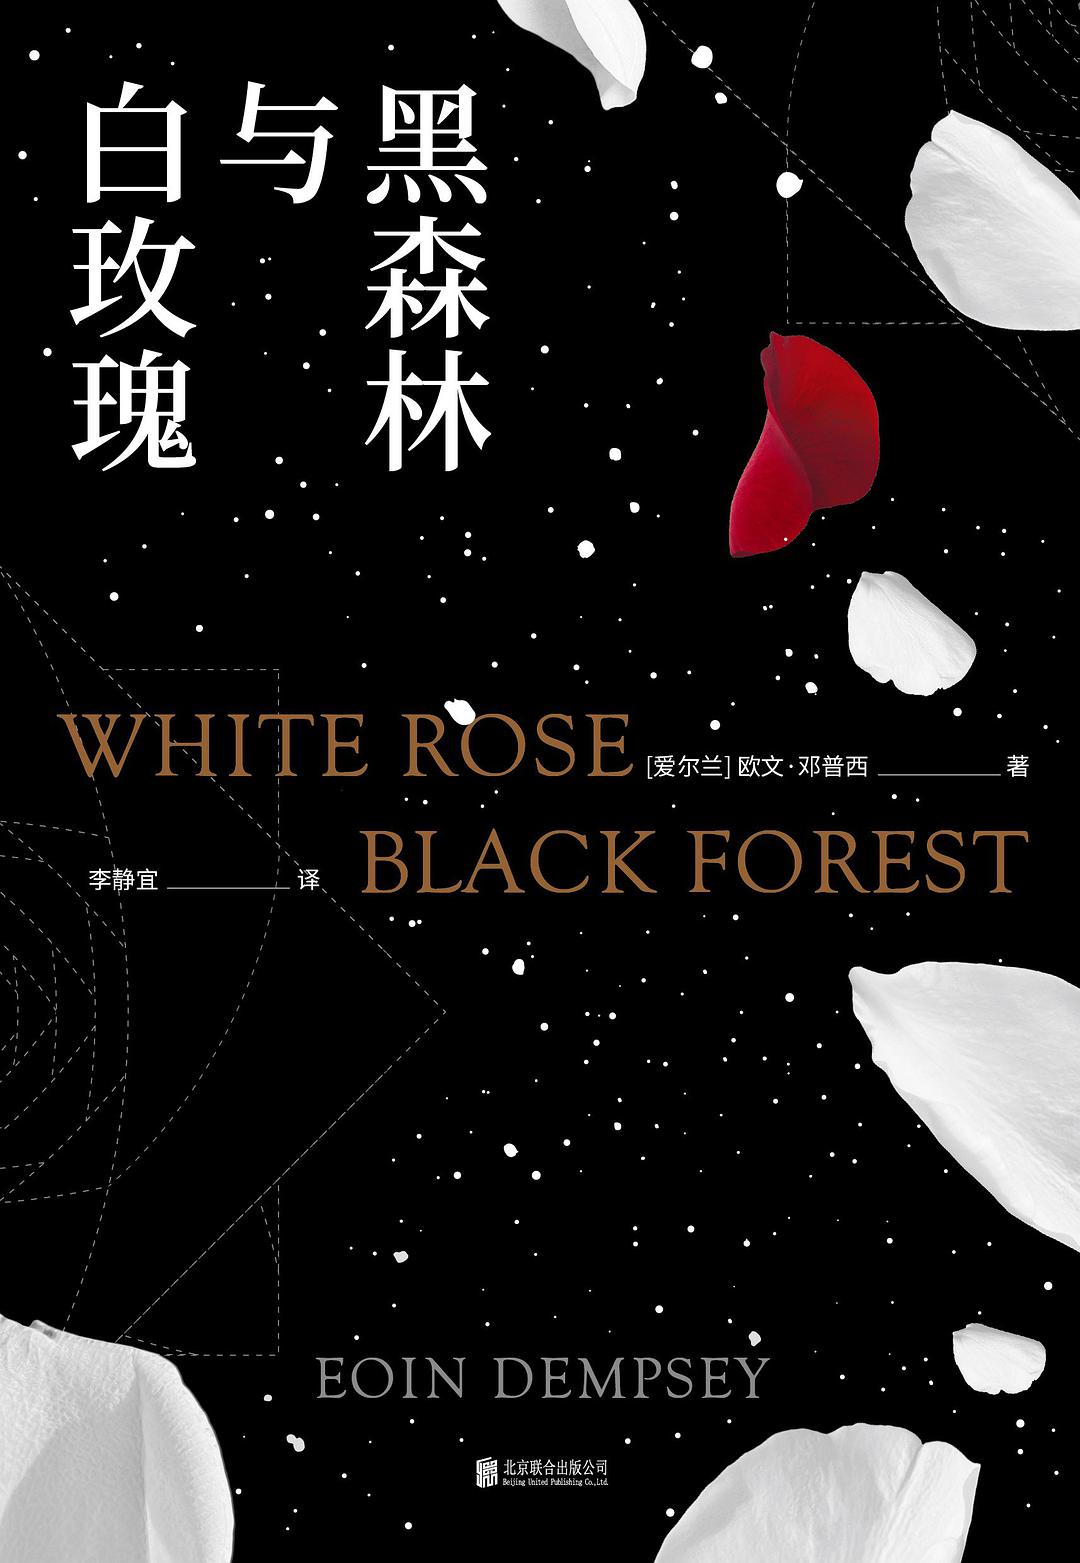 白玫瑰
与
黑森林
WHITE ROSE
[爱尔兰] 欧文·邓普西 著
BLACK FOREST
李静宜 译
EOIN DEMPSEY
北京联合出版公司
Beijing United Publishing Co.,Ltd.